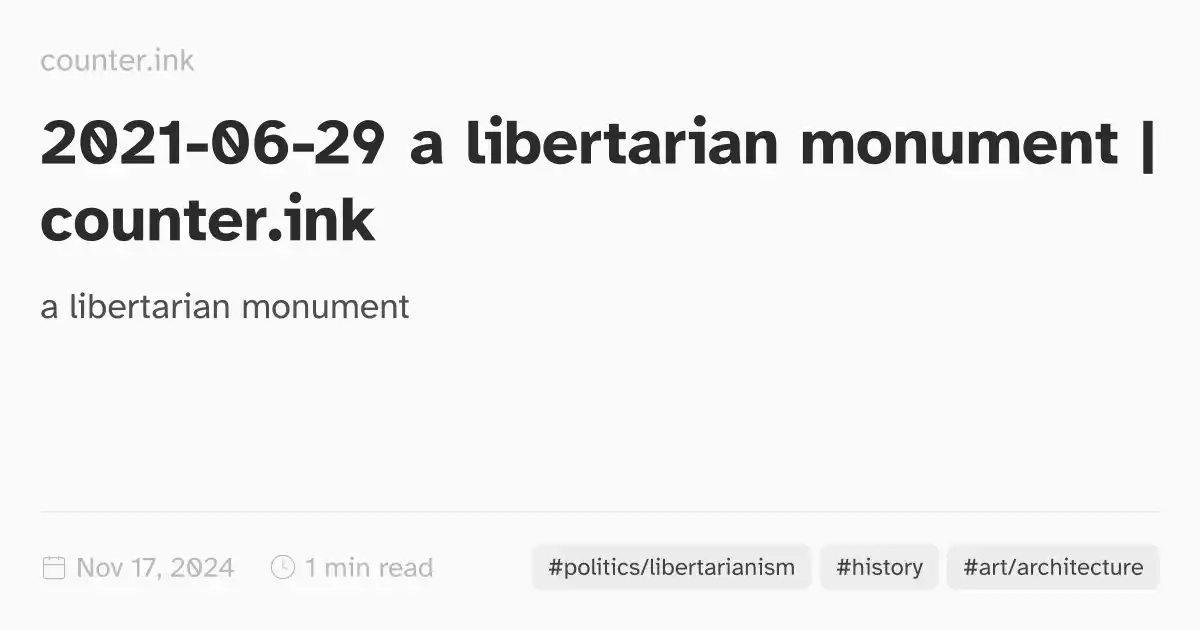 counter.ink
2021-06-29 a libertarian monument |
counter.ink
a libertarian monument
Nov 17, 2024 1 min read #politics/libertarianism #history #art/architecture